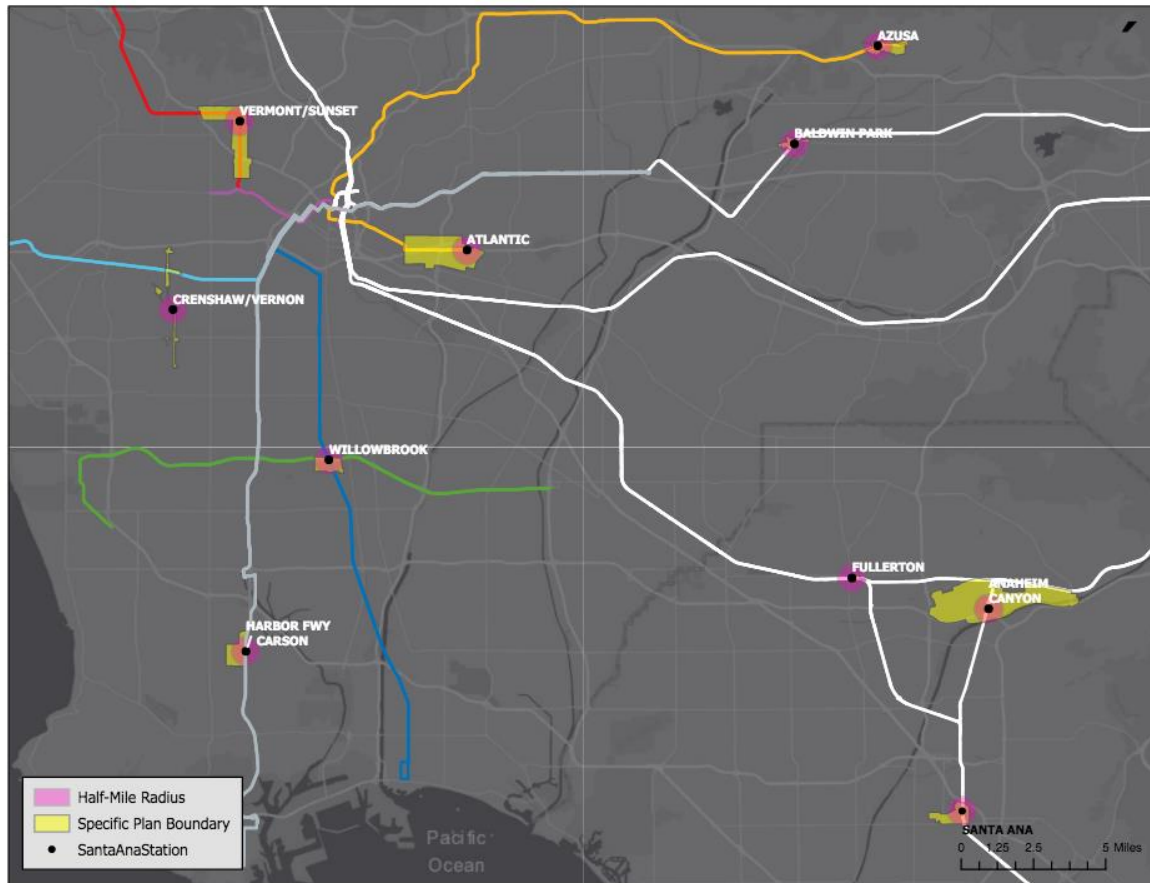 AZUSA
VERMONT/SUNSET
BALDWIN PARK
ATLANTIC
CRENSHAW/VERNON
WILLOWBROOK
FULLERTON
ANAHEIM
CANYON
HARBOR FWY
/ CARSON
Half-Mile Radius
Specific Plan Boundary
SantaAnaStation
Pacific
Ocean
SANTA ANA
0 1.25 2.5 5 Miles